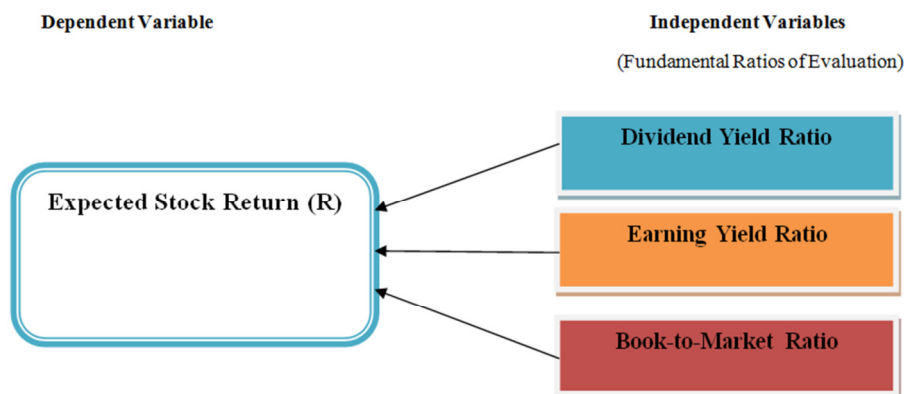 Dependent Variable
Independent Variables
(Fundamental Ratios of Evaluation)
Expected Stock Return (R)
Dividend Yield Ratio
Earning Yield Ratio
Book-to-Market Ratio